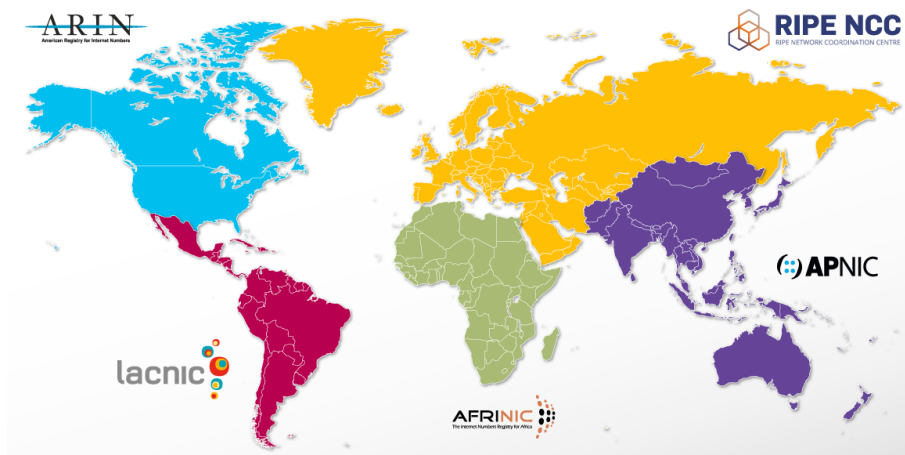 ARIN
American Registry for Internet Numbers
RIPE NCC
RIPE NETWORK COORDINATION CENTRE
APNIC
lacnic
AFRINIC
The Internet Numbers Registry for Africa